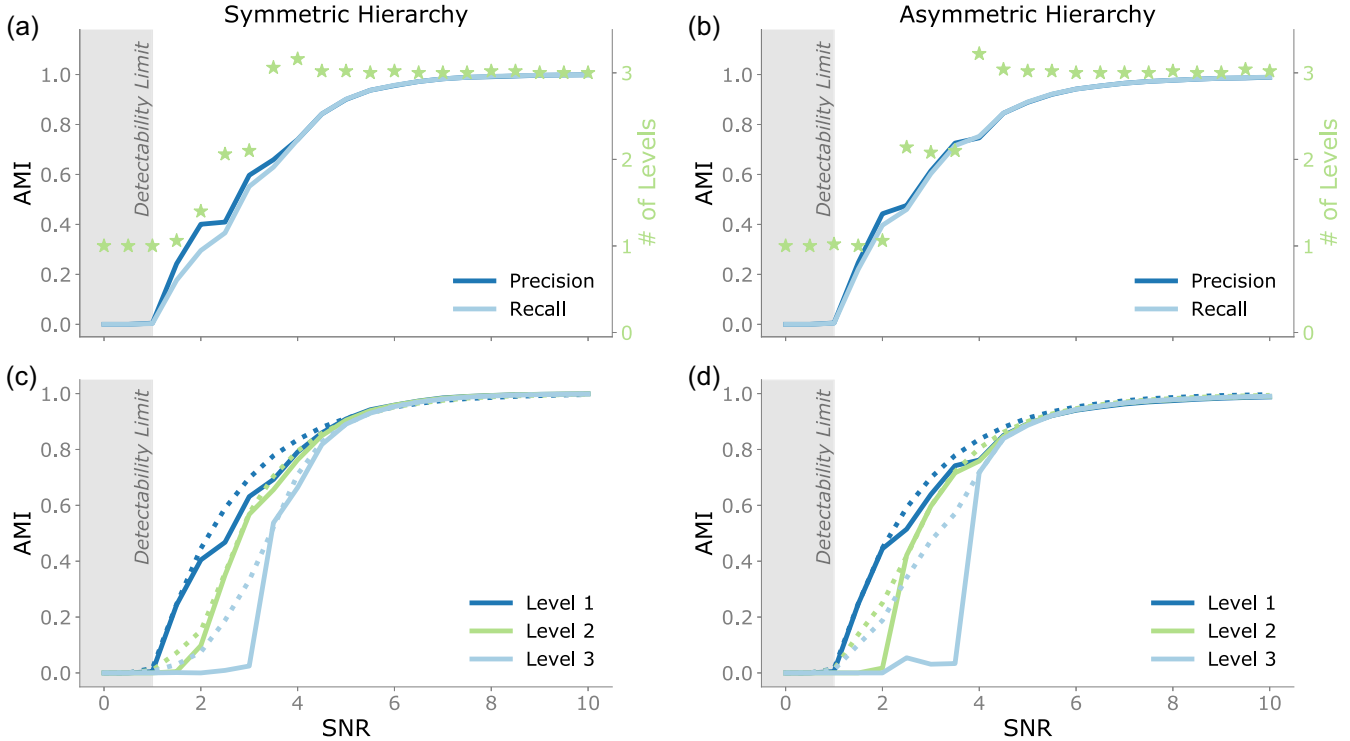 (a)
Symmetric Hierarchy
Detectability Limit
1.0
0.8
0.6
0.4
0.2
0.0
AMI
3
2
1
0
# of Levels
Precision
Recall
(b)
Asymmetric Hierarchy
Detectability Limit
1.0
0.8
0.6
0.4
0.2
0.0
AMI
3
2
1
0
# of Levels
Precision
Recall
(c)
Detectability Limit
1.0
0.8
0.6
0.4
0.2
0.0
AMI
Level 1
Level 2
Level 3
0 2 4 6 8 10
SNR
(d)
Detectability Limit
1.0
0.8
0.6
0.4
0.2
0.0
AMI
Level 1
Level 2
Level 3
0 2 4 6 8 10
SNR